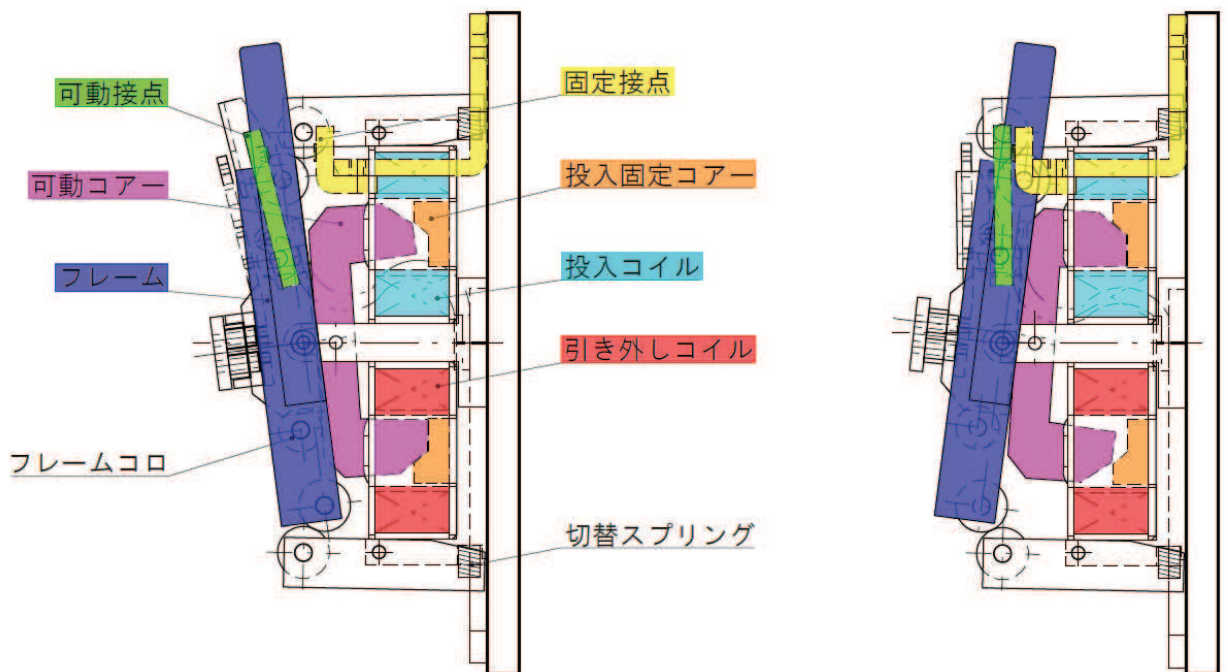 可動接点
固定接点
可動コアー
投入固定コアー
フレーム
投入コイル
引き外しコイル
フレームコロ
切替スプリング